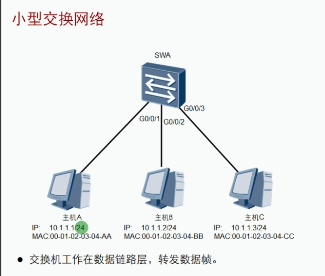 小型交换网络
SWA
G0/0/3
G0/0/1
G0/0/2
主机A
主机B
主机C
IP: 10.1.1.1/24
IP: 10.1.1.2/24
IP: 10.1.1.3/24
MAC:00-01-02-03-04-AA
MAC:00-01-02-03-04-BB
MAC:00-01-02-03-04-CC
● 交换机工作在数据链路层，转发数据帧。